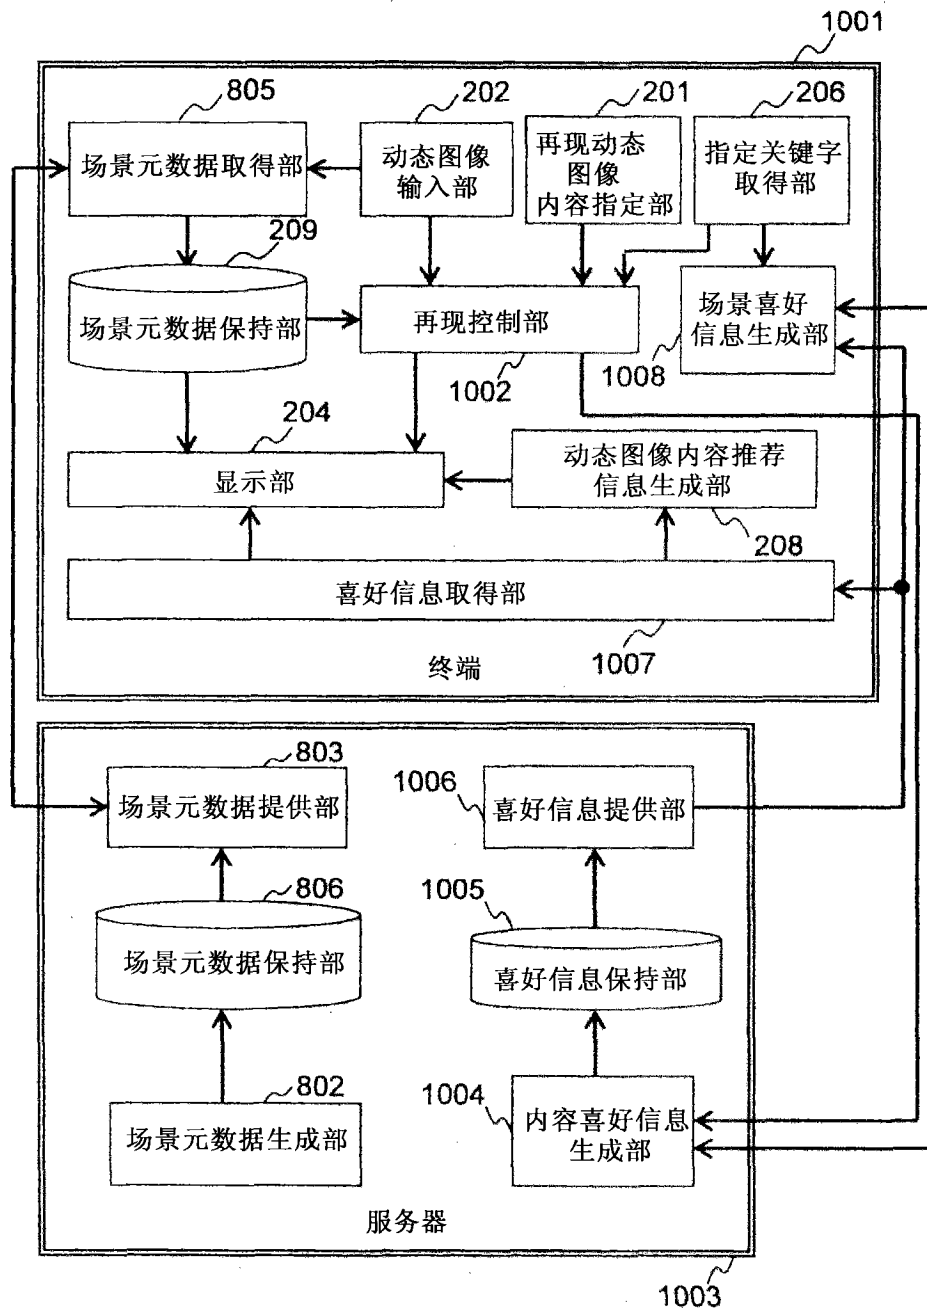 1001
805
202
201
206
场景元数据取得部
动态图像
输入部
再现动态
图像
内容指定部
指定关键字
取得部
209
场景元数据保持部
再现控制部
场景喜好
信息生成部
1002
1008
204
显示部
动态图像内容推荐
信息生成部
208
喜好信息取得部
1007
终端
803
场景元数据提供部
1006
喜好信息提供部
806
场景元数据保持部
1005
喜好信息保持部
802
场景元数据生成部
1004
内容喜好信息
生成部
服务器
1003